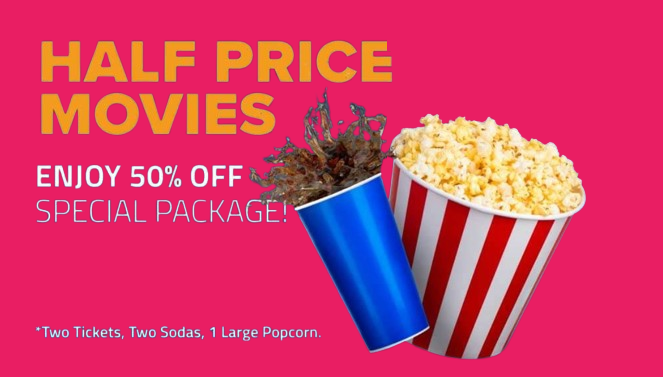 HALF PRICE
MOVIES
ENJOY 50% OFF
SPECIAL PACKAGE!
*Two Tickets, Two Sodas, 1 Large Popcorn.